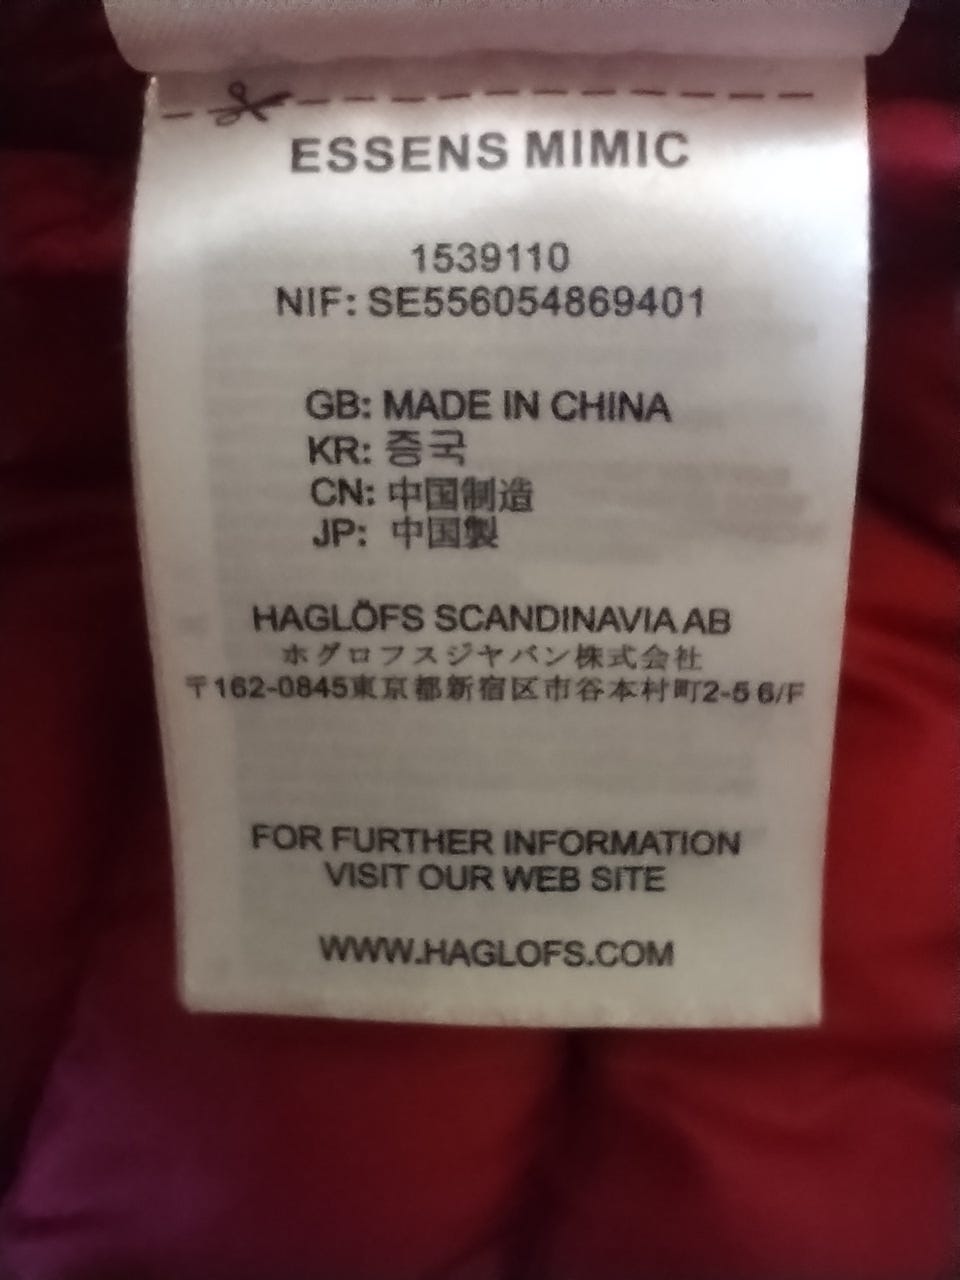 ESSENS MIMIC
1539110
NIF: SE556054869401
GB: MADE IN CHINA
KR: 증국
CN: 中国制造
JP: 中国製
HAGLÖFS SCANDINAVIA AB
ホグロフスジャパン株式会社
〒162-0845東京都新宿区市谷本村町2-5 6/F
FOR FURTHER INFORMATION
VISIT OUR WEB SITE
WWW.HAGLOFS.COM